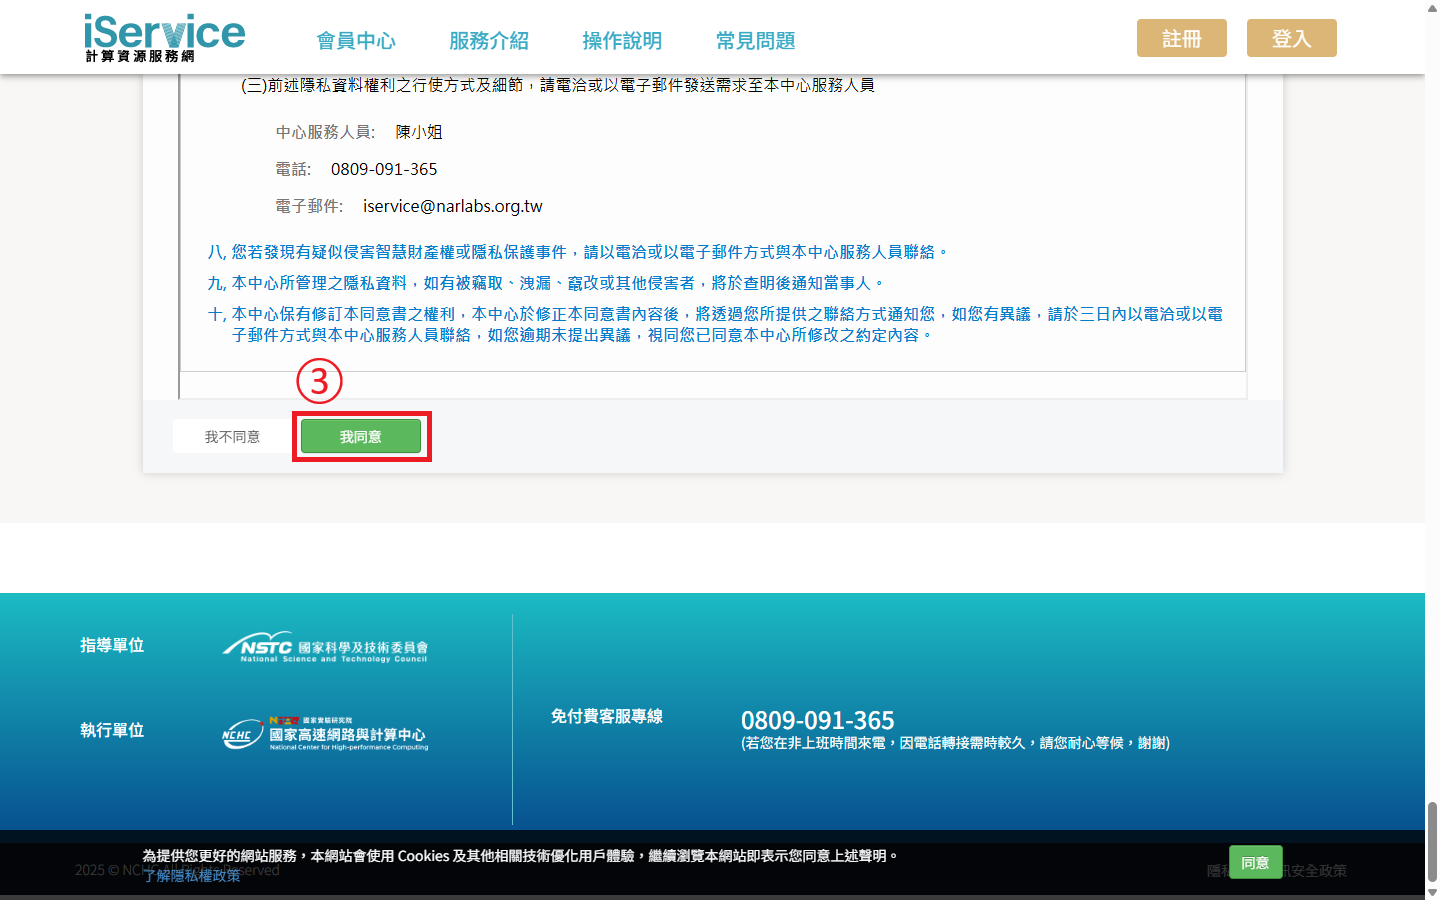 iService
計算資源服務網
會員中心 服務介紹 操作說明 常見問題
註冊 登入
(三)前述隱私資料權利之行使方式及細節，請電洽或以電子郵件發送需求至本中心服務人員
中心服務人員: 陳小姐
電話: 0809-091-365
電子郵件: iservice@narlabs.org.tw
八, 您若發現有疑似侵害智慧財產權或隱私保護事件，請以電洽或以電子郵件方式與本中心服務人員聯絡。
九, 本中心所管理之隱私資料，如有被竊取、洩漏、竄改或其他侵害者，將於查明後通知當事人。
十, 本中心保有修訂本同意書之權利，本中心於修正本同意書內容後，將透過您所提供之聯絡方式通知您，如您有異議，請於三日內以電洽或以電
子郵件方式與本中心服務人員聯絡，如您逾期未提出異議，視同您已同意本中心所修改之約定內容。
③
我不同意 我同意
指導單位
NSTC 國家科學及技術委員會
National Science and Technology Council
執行單位
國家實驗研究院
NCHC 國家高速網路與計算中心
National Center for High-performance Computing
免付費客服專線
0809-091-365
(若您在非上班時間來電，因電話轉接需時較久，請您耐心等候，謝謝)
為提供您更好的網站服務，本網站會使用 Cookies 及其他相關技術優化用戶體驗，繼續瀏覽本網站即表示您同意上述聲明。
了解隱私權政策
同意
2025 © NCHC All Rights Reserved
隱私 訊安全政策